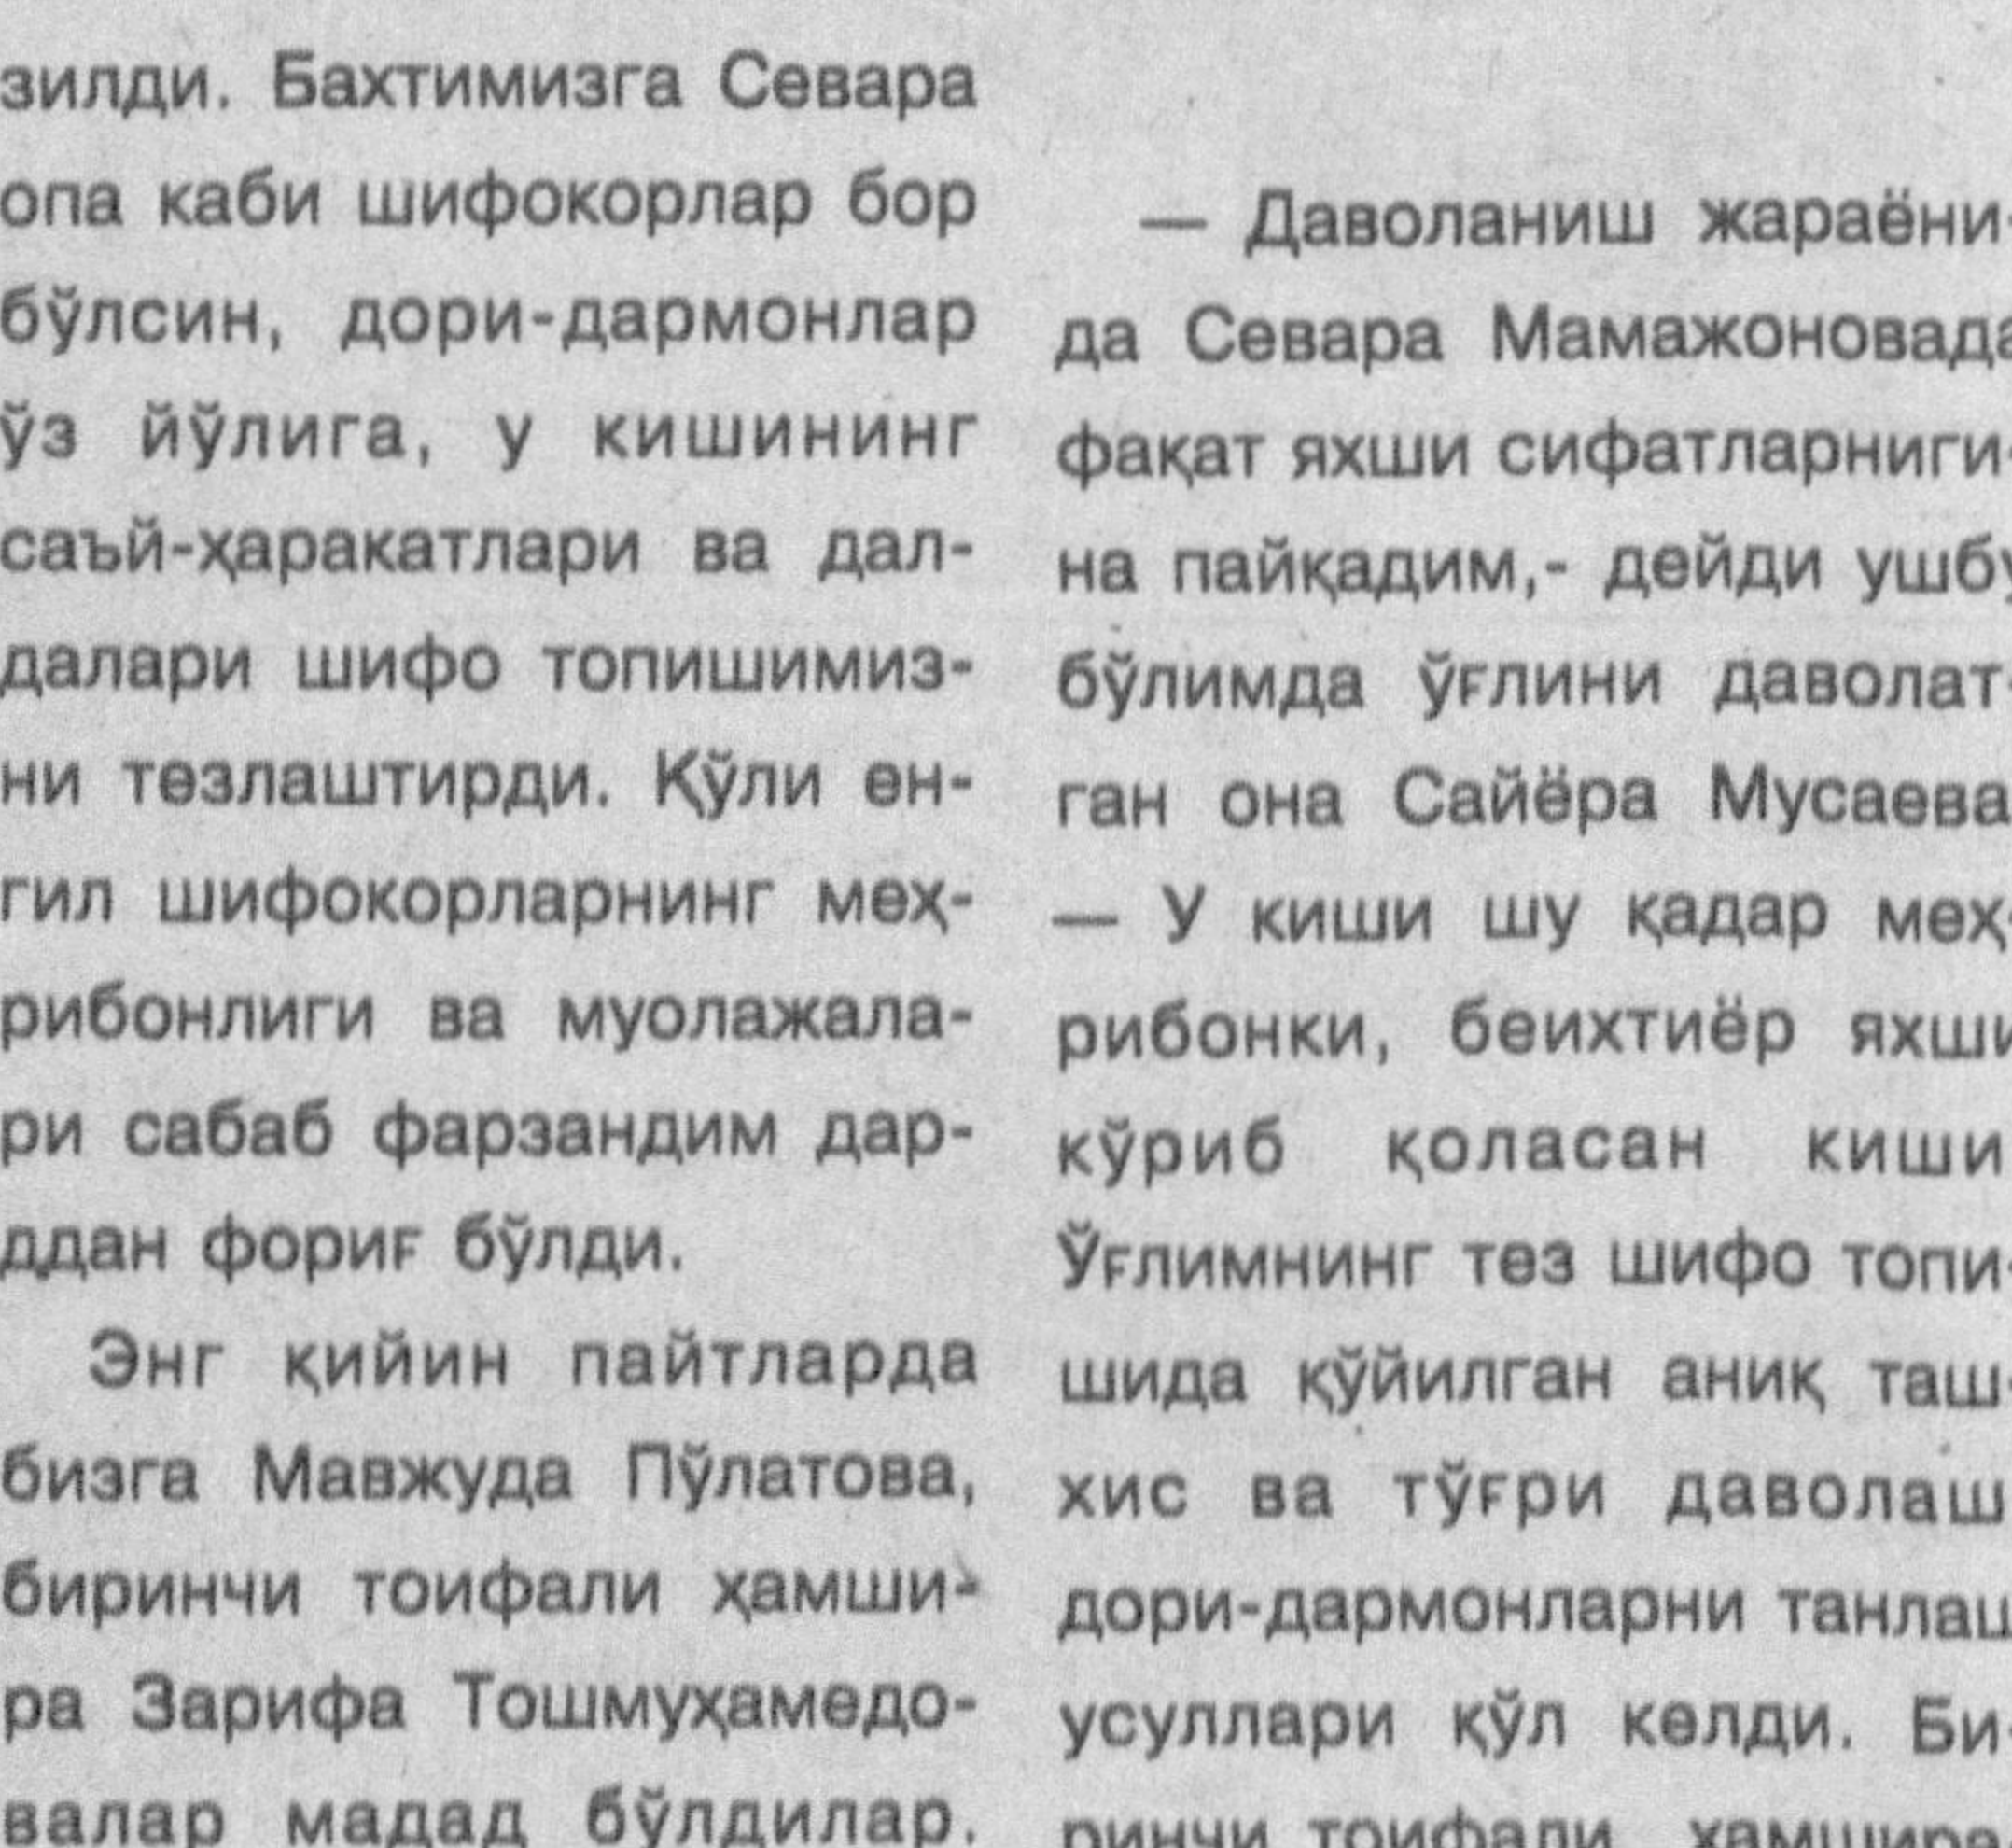 зилди. Бахтимизга Севара
опа каби шифокорлар бор
бўлсин, дори-дармонлар
ўз йўлига, у кишининг
саъй-ҳаракатлари ва дал-
далари шифо топишимиз-
ни тезлаштирди. Қўли ен-
гил шифокорларнинг меҳ-
рибонлиги ва муолажала-
ри сабаб фарзандим дар-
ддан фориғ бўлди.
Энг қийин пайтларда
бизга Мавжуда Пўлатова,
биринчи тоифали ҳамши-
ра Зарифа Тошмуҳамедо-
валар мадад бўлдилар.
— Даволаниш жараёни-
да Севара Мамажоновада
фақат яхши сифатларниги-
на пайқадим,- дейди ушбу
бўлимда ўғлини даволат-
ган она Сайёра Мусаева
— У киши шу қадар меҳ-
рибонки, беихтиёр яхши
кўриб қоласан киши
Ўғлимнинг тез шифо топи-
шида қўйилган аниқ таш-
хис ва тўғри даволаш
дори-дармонларни танлаш
усуллари қўл келди. Би-
ринчи тоифали ҳамшира